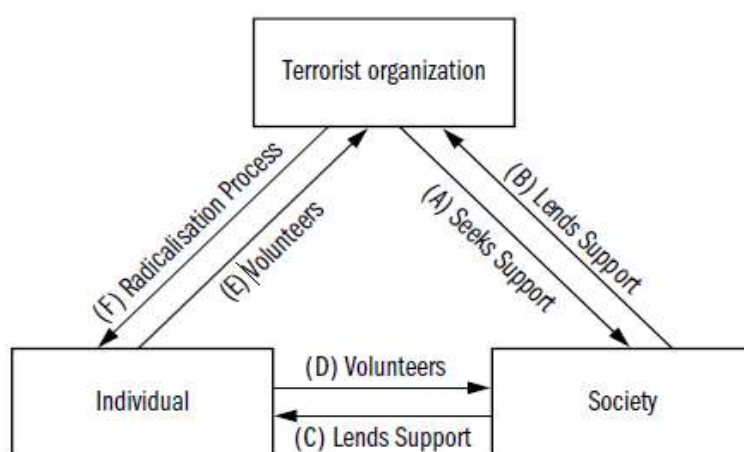 Terrorist organization
(F) Radicalisation Process
(E) Volunteers
(A) Seeks Support
(B) Lends Support
Individual
(D) Volunteers
(C) Lends Support
Society